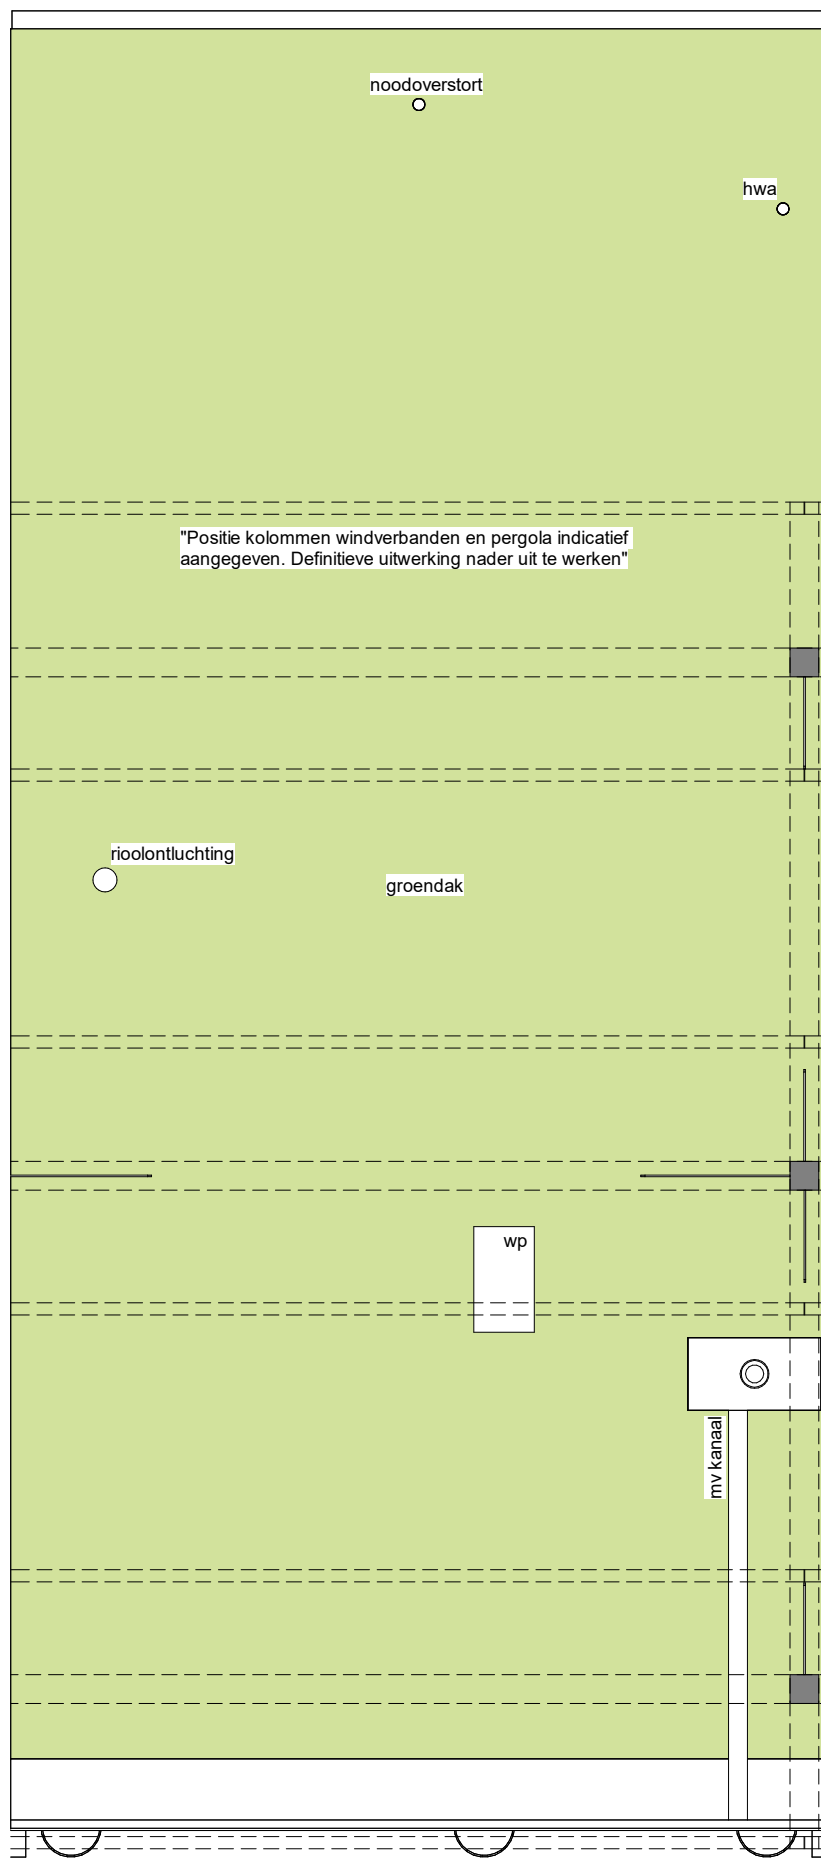 noodoverstort
hwa
"Positie kolommen windverbanden en pergola indicatief
aangegeven. Definitieve uitwerking nader uit te werken"
rioolontluchting
groendak
wp
mv kanaal